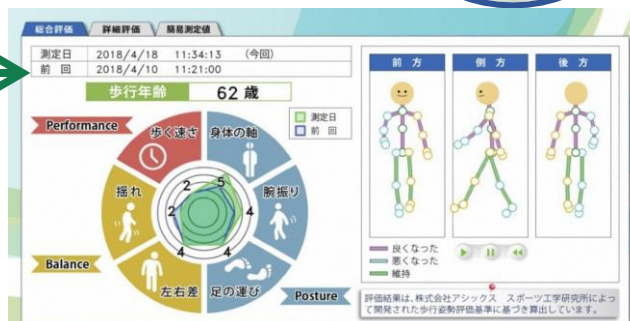 総合評価
詳細評価
簡易測定値
測定日 2018/4/18 11:34:13 (今回)
前 回 2018/4/10 11:21:00
歩行年齢 62 歳
測定日
前 回
Performance
歩く速さ
身体の軸
揺れ
腕振り
2
5
2
4
4
4
Balance
左右差
足の運び
Posture
前 方
側 方
後 方
良くなった
悪くなった
維持
評価結果は、株式会社アシックス スポーツ工学研究所によっ
て開発された歩行姿勢評価基準に基づき算出しています。